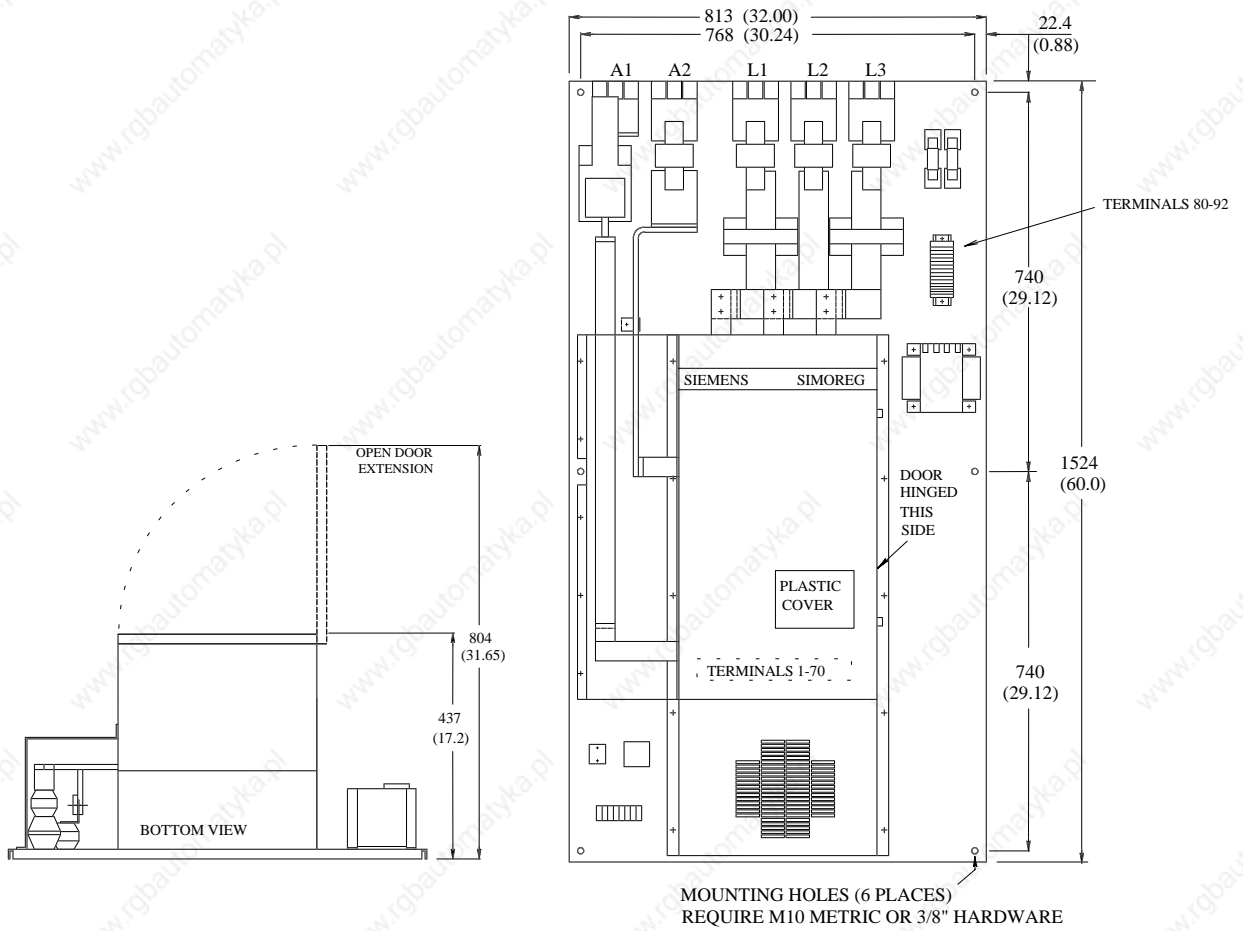 813 (32.00)
768 (30.24)
22.4
(0.88)
A1 A2 L1 L2 L3
TERMINALS 80-92
740
(29.12)
SIEMENS SIMOREG
OPEN DOOR
EXTENSION
1524
(60.0)
DOOR
HINGED
THIS
SIDE
PLASTIC
COVER
804
(31.65)
TERMINALS 1-70
740
(29.12)
437
(17.2)
BOTTOM VIEW
MOUNTING HOLES (6 PLACES)
REQUIRE M10 METRIC OR 3/8" HARDWARE
www.rgbautomatyka.pl